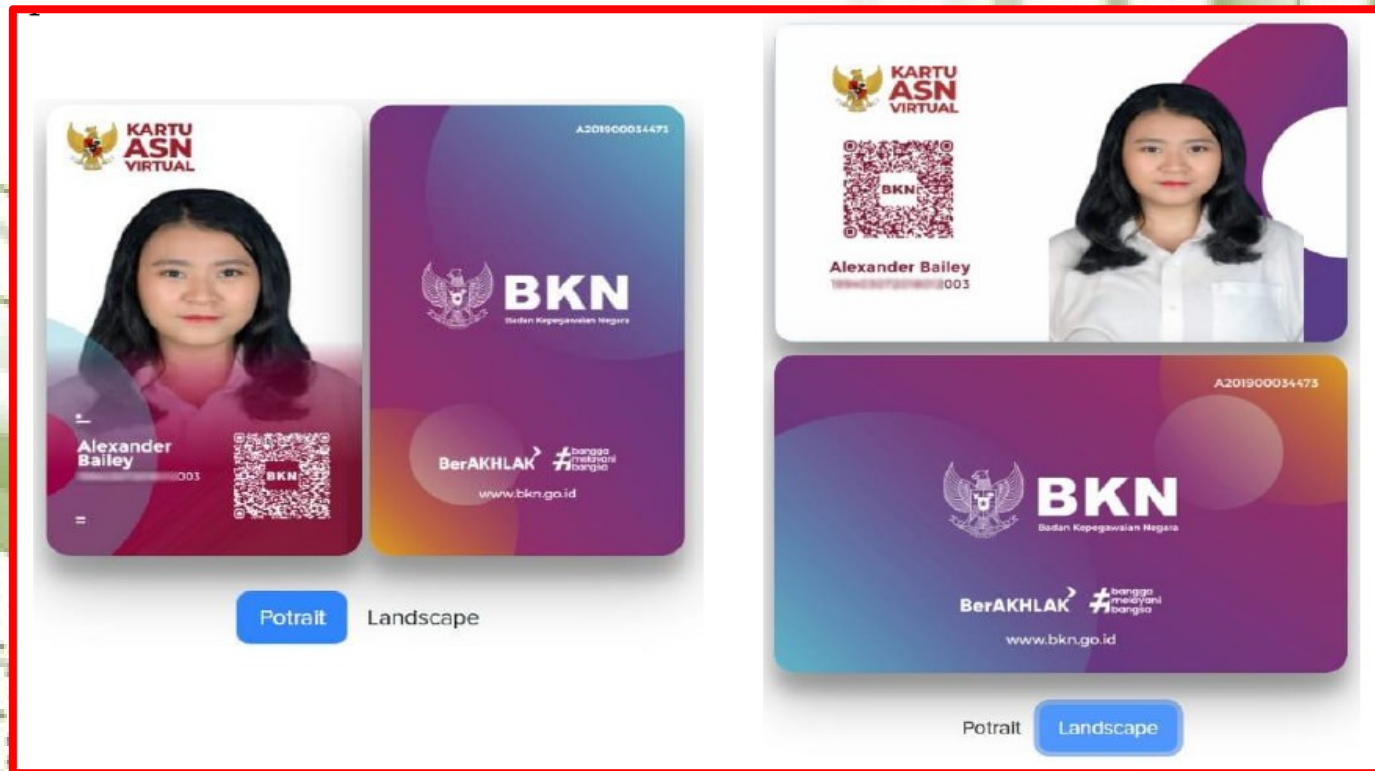 KARTU
ASN
VIRTUAL
Alexander
Bailey
003
BKN
A201900034473
BKN
Badan Kepegawaian Negara
BerAKHLAK
#bangga
melayani
bangsa
www.bkn.go.id
Potrait
Landscape
KARTU
ASN
VIRTUAL
BKN
Alexander Bailey
003
A201900034473
BKN
Badan Kepegawaian Negara
BerAKHLAK
#bangga
melayani
bangsa
www.bkn.go.id
Potrait
Landscape